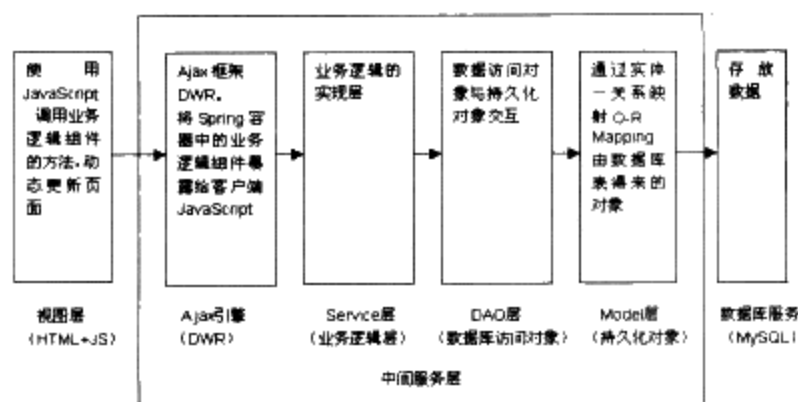 使用
JavaScript
调用业务
逻辑组件
的方法,动
态更新页
面
Ajax框架
DWR,
将Spring容
器中的业务
逻辑组件暴
露给客户端
JavaScript
业务逻辑的
实现层
数据访问对
象与持久化
对象交互
通过实体
一关系映
射O-R
Mapping
由数据库
表得来的
对象
存放
数据
视图层
(HTML+JS)
Ajax引擎
(DWR)
Service层
(业务逻辑层)
DAO层
(数据库访问对象)
Model层
(持久化对象)
数据库服务
(MySQL)
中间服务层